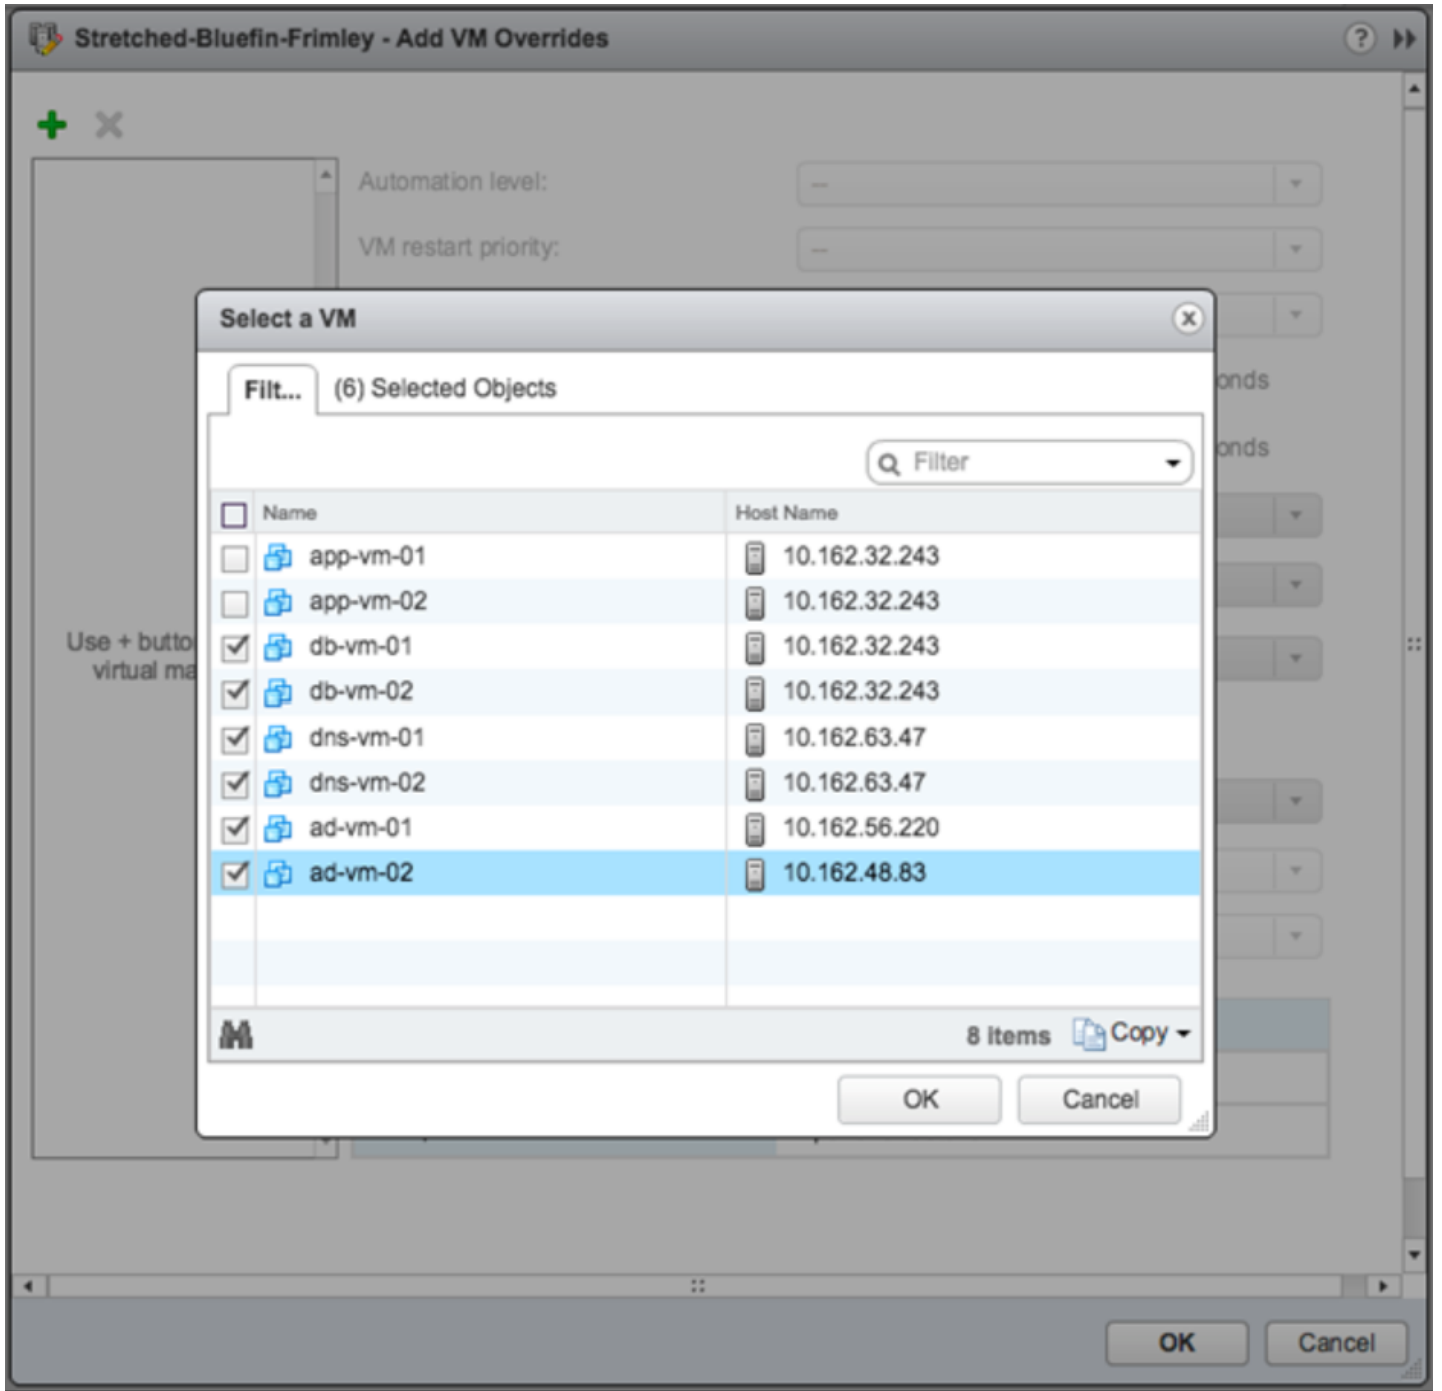 Stretched-Bluefin-Frimley - Add VM Overrides
Automation level: --
VM restart priority: --
Select a VM
Filt... (6) Selected Objects
onds
Filter
onds
Name Host Name
app-vm-01 10.162.32.243
app-vm-02 10.162.32.243
Use + butto
db-vm-01 10.162.32.243
virtual ma
db-vm-02 10.162.32.243
dns-vm-01 10.162.63.47
dns-vm-02 10.162.63.47
ad-vm-01 10.162.56.220
ad-vm-02 10.162.48.83
8 items Copy
OK Cancel
OK Cancel